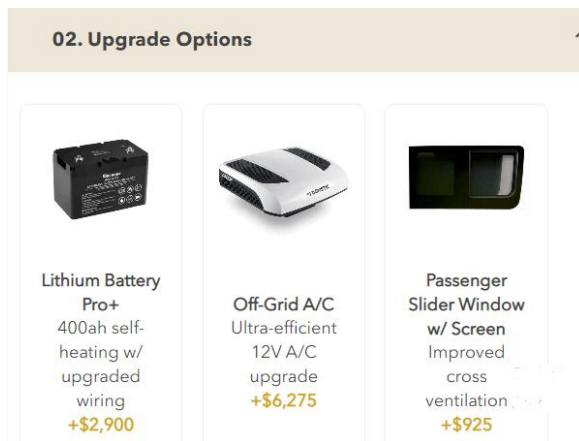 02. Upgrade Options
Lithium Battery
Pro+
400ah self-
heating w/
upgraded
wiring
+$2,900
Off-Grid A/C
Ultra-efficient
12V A/C
upgrade
+$6,275
Passenger
Slider Window
w/ Screen
Improved
cross
ventilation
+$925